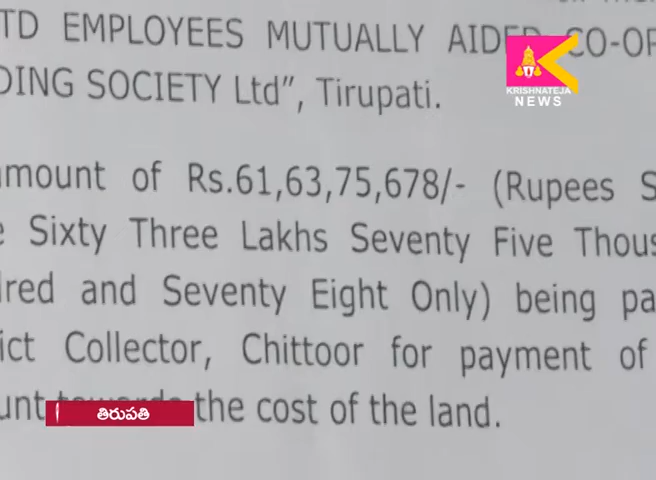 TD EMPLOYEES MUTUALLY AIDED CO-OP
DING SOCIETY Ltd", Tirupati.
KRISHNATEJA
NEWS
amount of Rs.61,63,75,678/- (Rupees S
e Sixty Three Lakhs Seventy Five Thous
dred and Seventy Eight Only) being pa
ict Collector, Chittoor for payment of
unt towards the cost of the land.
తిరుపతి